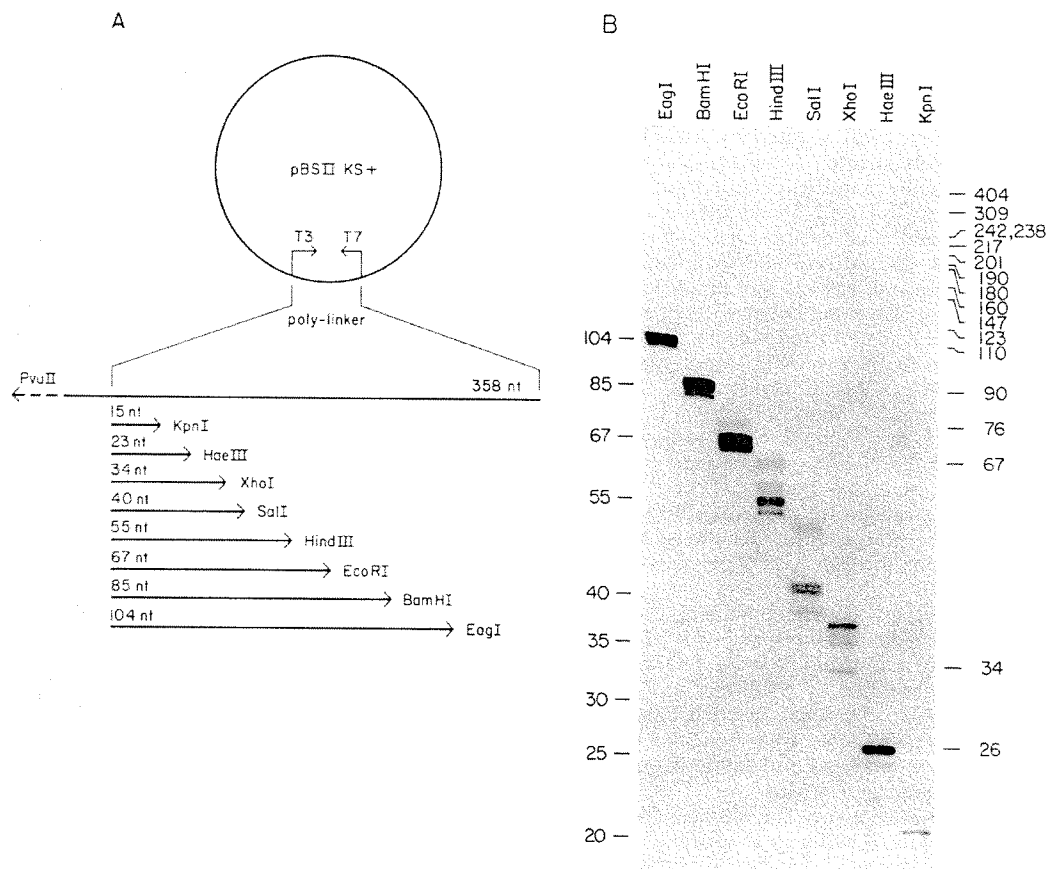 A
pBSII KS+
T3 T7
poly-linker
PvuII
358 nt
15 nt
KpnI
23 nt
HaeIII
34 nt
XhoI
40 nt
SalI
55 nt
HindIII
67 nt
EcoRI
85 nt
BamHI
104 nt
EagI
B
EagI
BamHI
EcoRI
HindIII
SalI
XhoI
HaeIII
KpnI
104
85
67
55
40
35
30
25
20
404
309
242,238
217
201
190
180
160
147
123
110
90
76
67
34
26